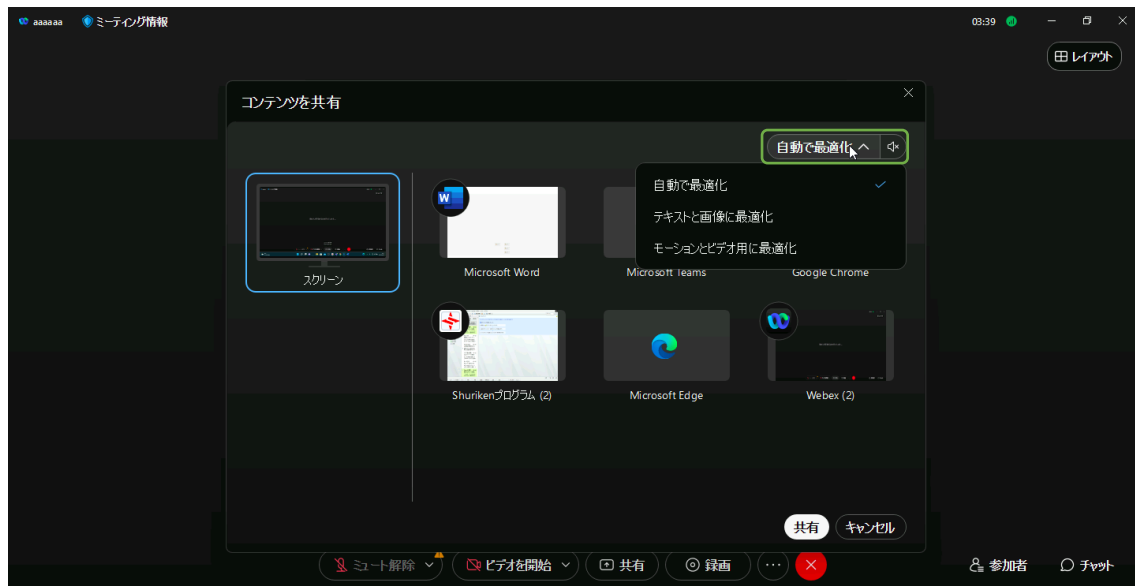 aaaaaa
ミーティング情報
03:39
レイアウト
コンテンツを共有
自動で最適化
自動で最適化
テキストと画像に最適化
モーションとビデオ用に最適化
スクリーン
W
Microsoft Word
Microsoft Teams
Google Chrome
Shurikenプログラム (2)
Microsoft Edge
Webex (2)
共有
キャンセル
ミュート解除
ビデオを開始
共有
録画
参加者
チャット